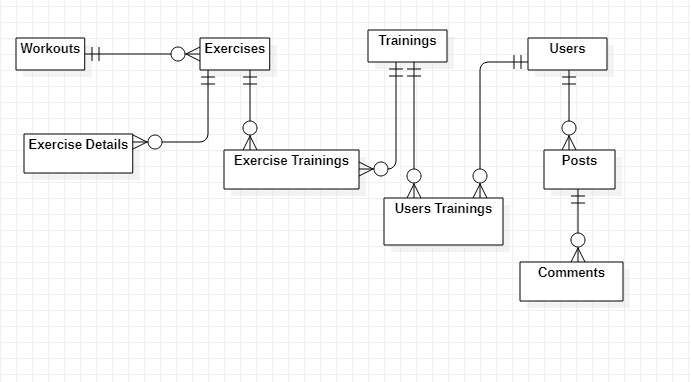 Workouts
Exercises
Trainings
Users
Exercise Details
Exercise Trainings
Posts
Users Trainings
Comments